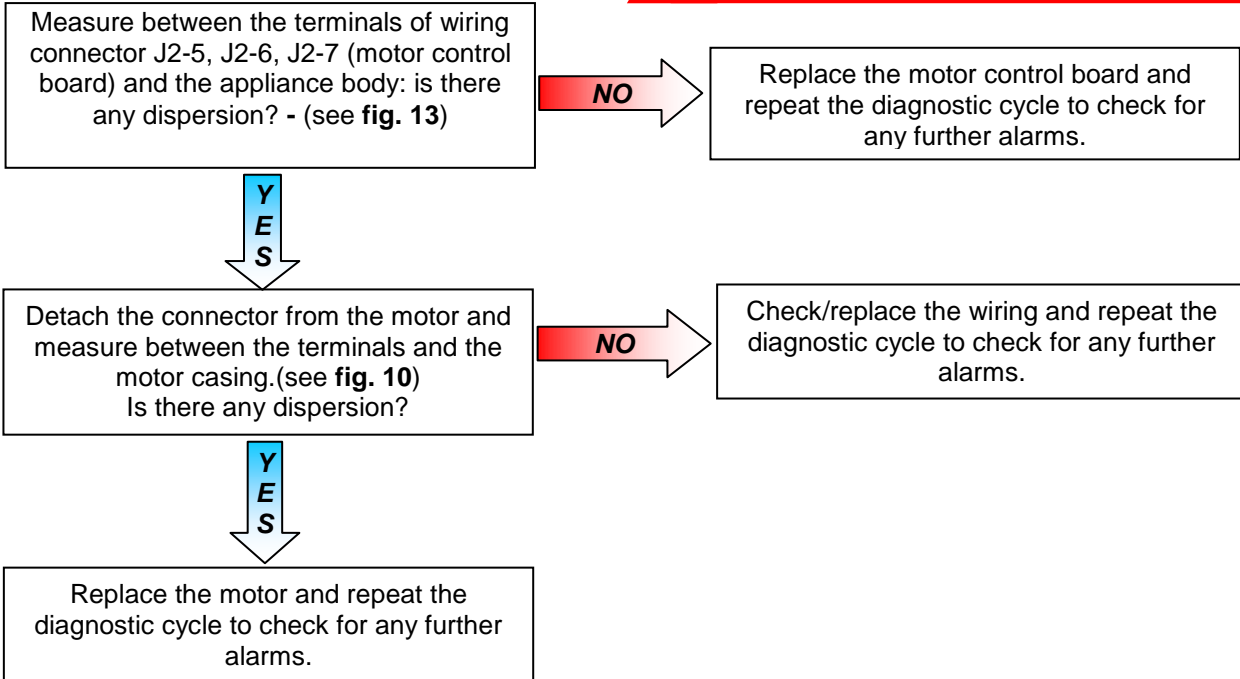 Measure between the terminals of wiring
connector J2-5, J2-6, J2-7 (motor control
board) and the appliance body: is there
any dispersion? - (see fig. 13)
NO
Replace the motor control board and
repeat the diagnostic cycle to check for
any further alarms.
YES
Detach the connector from the motor and
measure between the terminals and the
motor casing.(see fig. 10)
Is there any dispersion?
NO
Check/replace the wiring and repeat the
diagnostic cycle to check for any further
alarms.
YES
Replace the motor and repeat the
diagnostic cycle to check for any further
alarms.